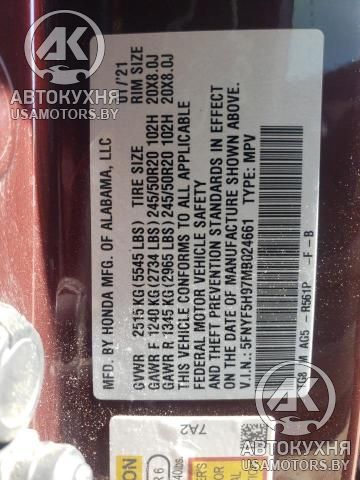 АВТОКУХНЯ
USAMOTORS.BY
MFD. BY HONDA MFG. OF ALABAMA, LLC 01/'21
TIRE SIZE RIM SIZE
GVWR 2515 KG(5545 LBS)
GAWR F 1240 KG(2734 LBS) 245/50R20 102H 20X8.0J
GAWR R 1345 KG(2965 LBS) 245/50R20 102H 20X8.0J
THIS VEHICLE CONFORMS TO ALL APPLICABLE
FEDERAL MOTOR VEHICLE SAFETY
AND THEFT PREVENTION STANDARDS IN EFFECT
ON THE DATE OF MANUFACTURE SHOWN ABOVE.
V.I.N.: 5FNYF5H97MB024661 TYPE: MPV
TG8 M AG5 -R561P -F -B
7A2
АВТОКУХНЯ
USAMOTORS.BY